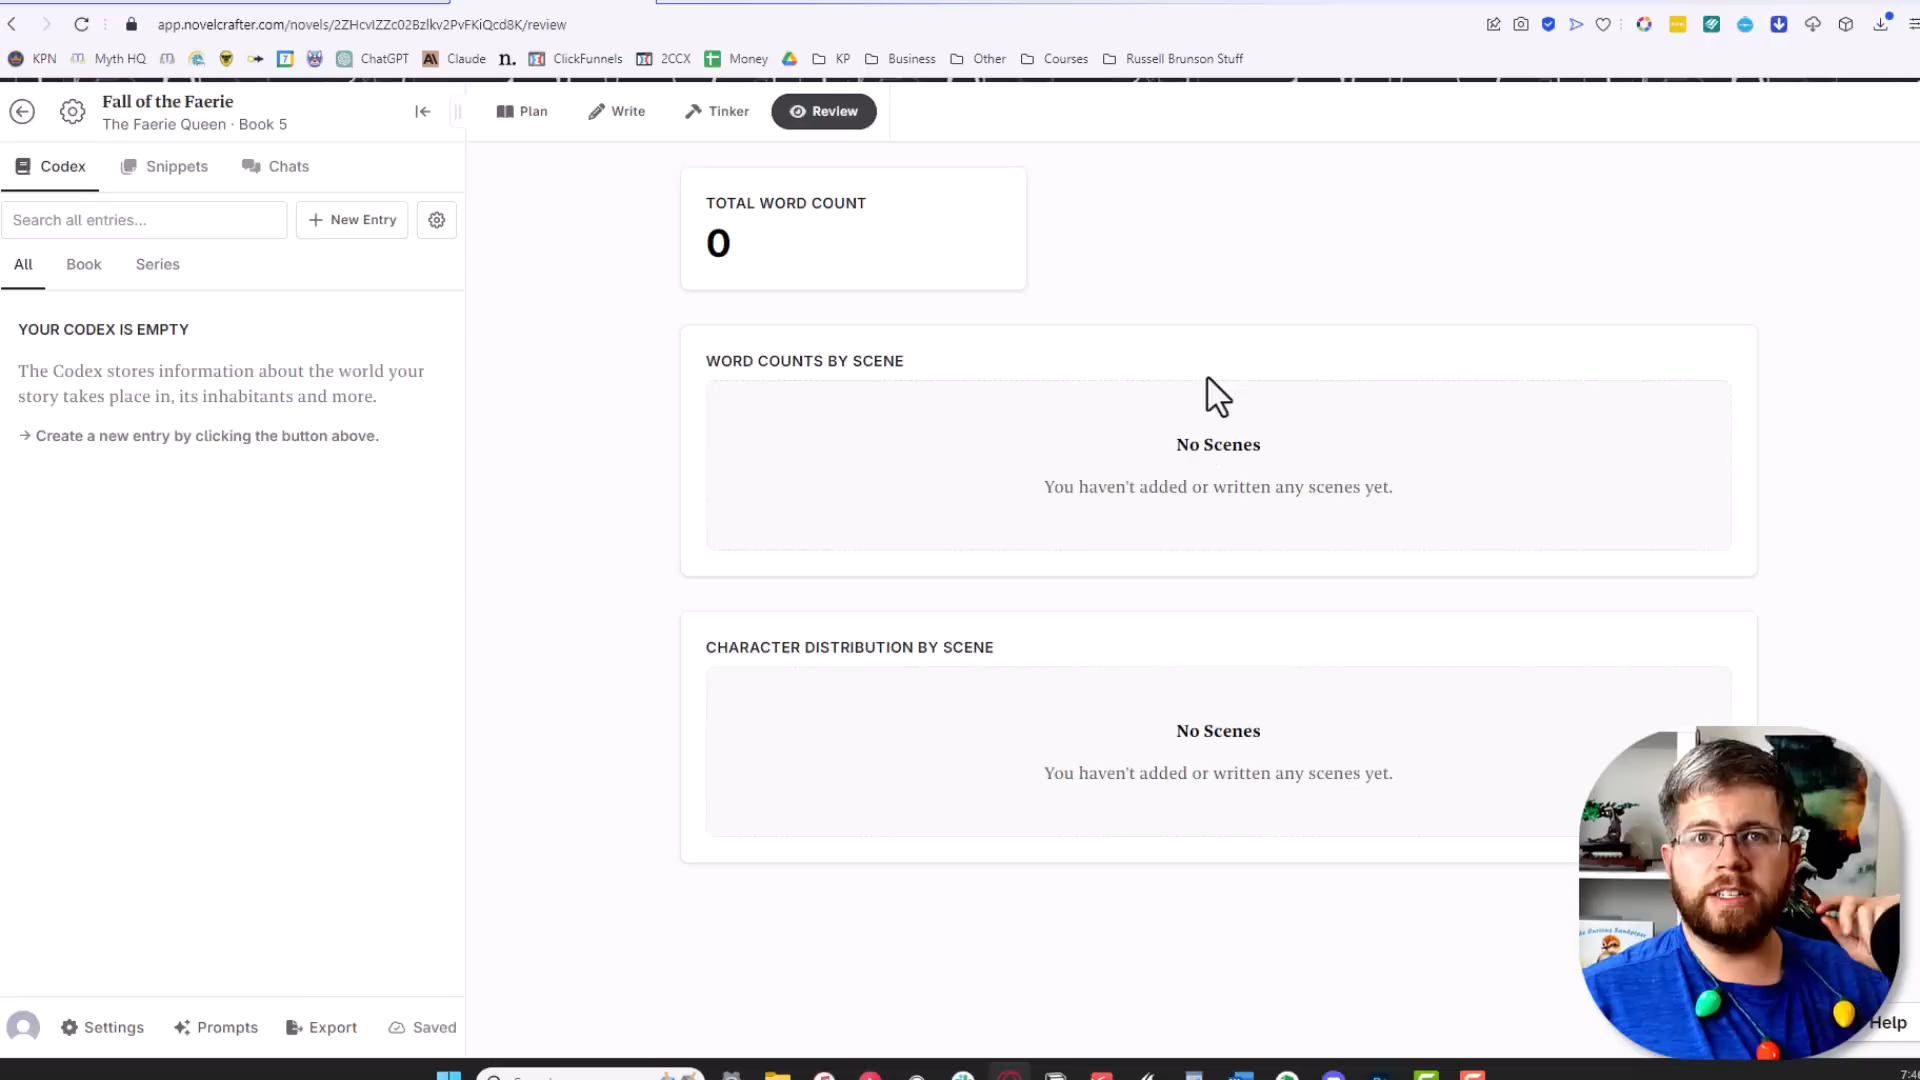 app.novelcrafter.com/novels/2ZHcvIZZc02Bzlkv2PvFKiQcd8K/review
KPN Myth HQ 7 ChatGPT Claude n. ClickFunnels 2CCX Money KP Business Other Courses Russell Brunson Stuff
Fall of the Faerie
The Faerie Queen · Book 5
Plan Write Tinker Review
Codex Snippets Chats
Search all entries... + New Entry
All Book Series
YOUR CODEX IS EMPTY
The Codex stores information about the world your
story takes place in, its inhabitants and more.
→ Create a new entry by clicking the button above.
TOTAL WORD COUNT
0
WORD COUNTS BY SCENE
No Scenes
You haven't added or written any scenes yet.
CHARACTER DISTRIBUTION BY SCENE
No Scenes
You haven't added or written any scenes yet.
Curious Sandpiper
Settings Prompts Export Saved
Help